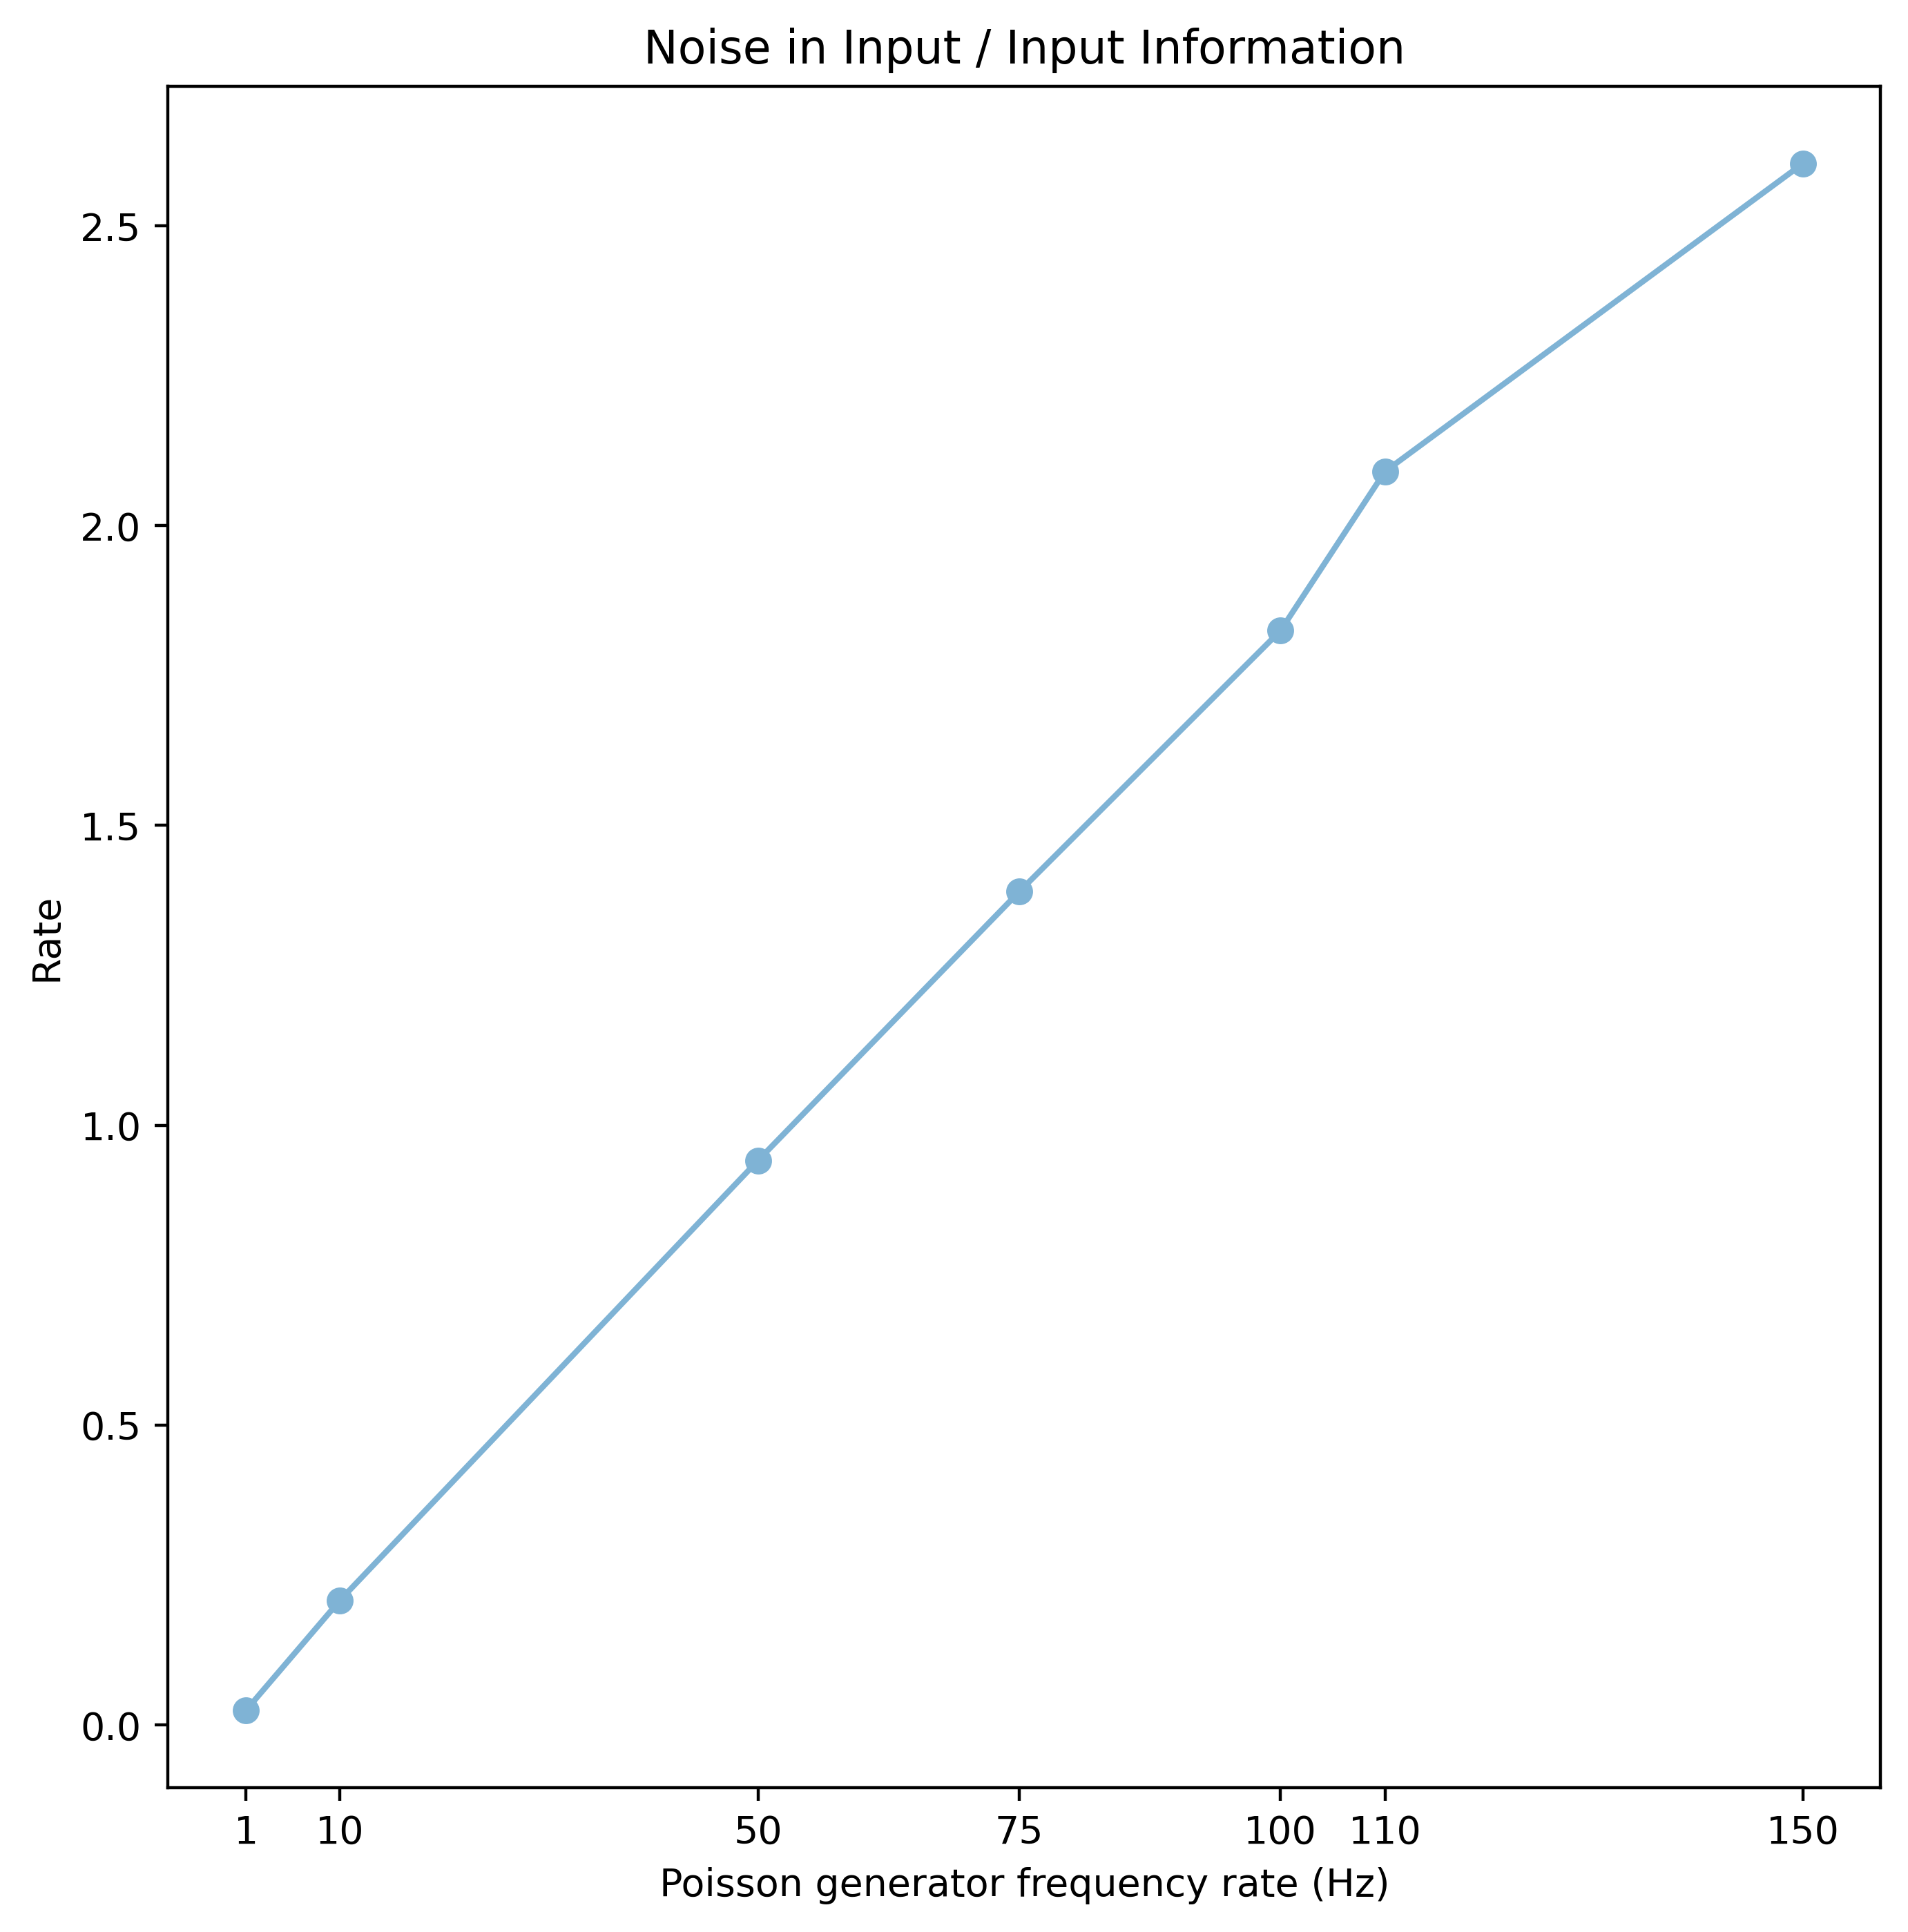 Noise in Input / Input Information
2.5
2.0
1.5
1.0
0.5
0.0
Rate
1 10 50 75 100 110 150
Poisson generator frequency rate (Hz)